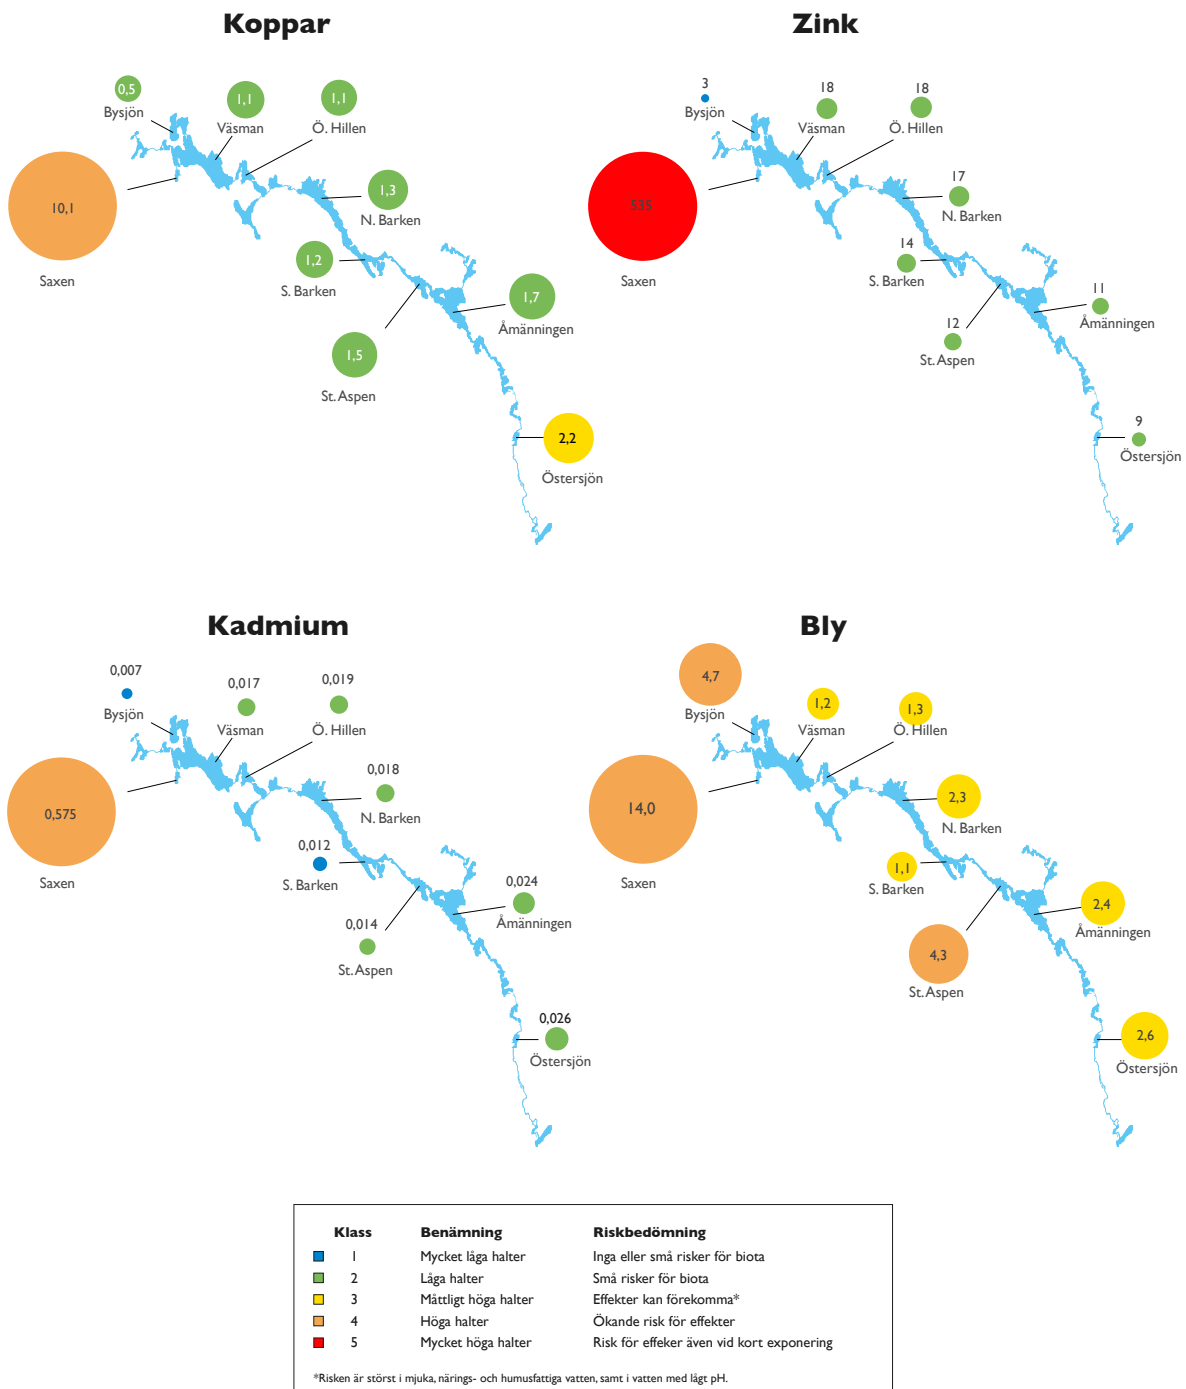 Koppar
0,5
Bysjön
1,1
Väsman
1,1
Ö. Hillen
10,1
Saxen
1,3
N. Barken
1,2
S. Barken
1,7
Åmänningen
1,5
St. Aspen
2,2
Östersjön
Zink
3
Bysjön
18
Väsman
18
Ö. Hillen
535
Saxen
17
N. Barken
14
S. Barken
11
Åmänningen
12
St. Aspen
9
Östersjön
Kadmium
0,007
Bysjön
0,017
Väsman
0,019
Ö. Hillen
0,575
Saxen
0,018
N. Barken
0,012
S. Barken
0,024
Åmänningen
0,014
St. Aspen
0,026
Östersjön
Bly
4,7
Bysjön
1,2
Väsman
1,3
Ö. Hillen
14,0
Saxen
2,3
N. Barken
1,1
S. Barken
2,4
Åmänningen
4,3
St. Aspen
2,6
Östersjön
Klass Benämning Riskbedömning
1 Mycket låga halter Inga eller små risker för biota
2 Låga halter Små risker för biota
3 Måttligt höga halter Effekter kan förekomma*
4 Höga halter Ökande risk för effekter
5 Mycket höga halter Risk för effeker även vid kort exponering
*Risken är störst i mjuka, närings- och humusfattiga vatten, samt i vatten med lågt pH.